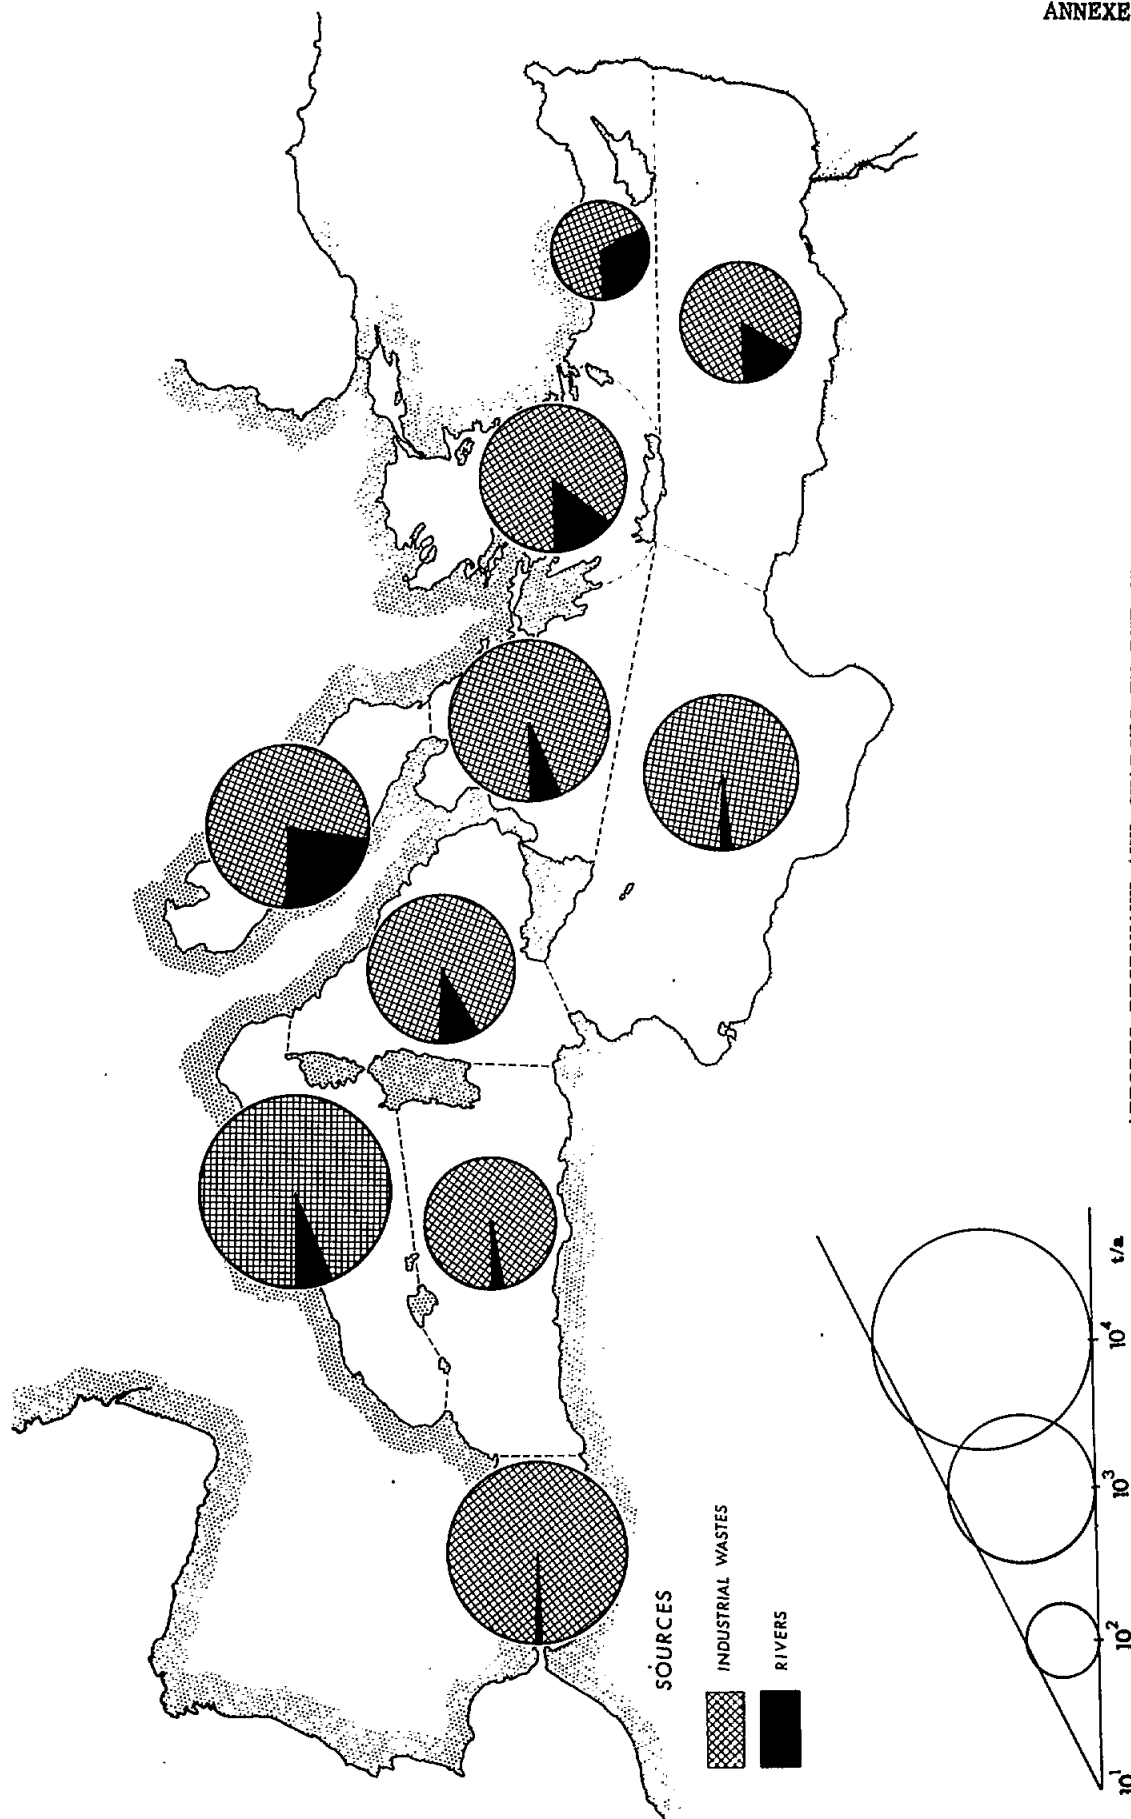 ANNEXE
SOURCES
INDUSTRIAL WASTES
RIVERS
10¹ 10² 10³ 10⁴ t/a